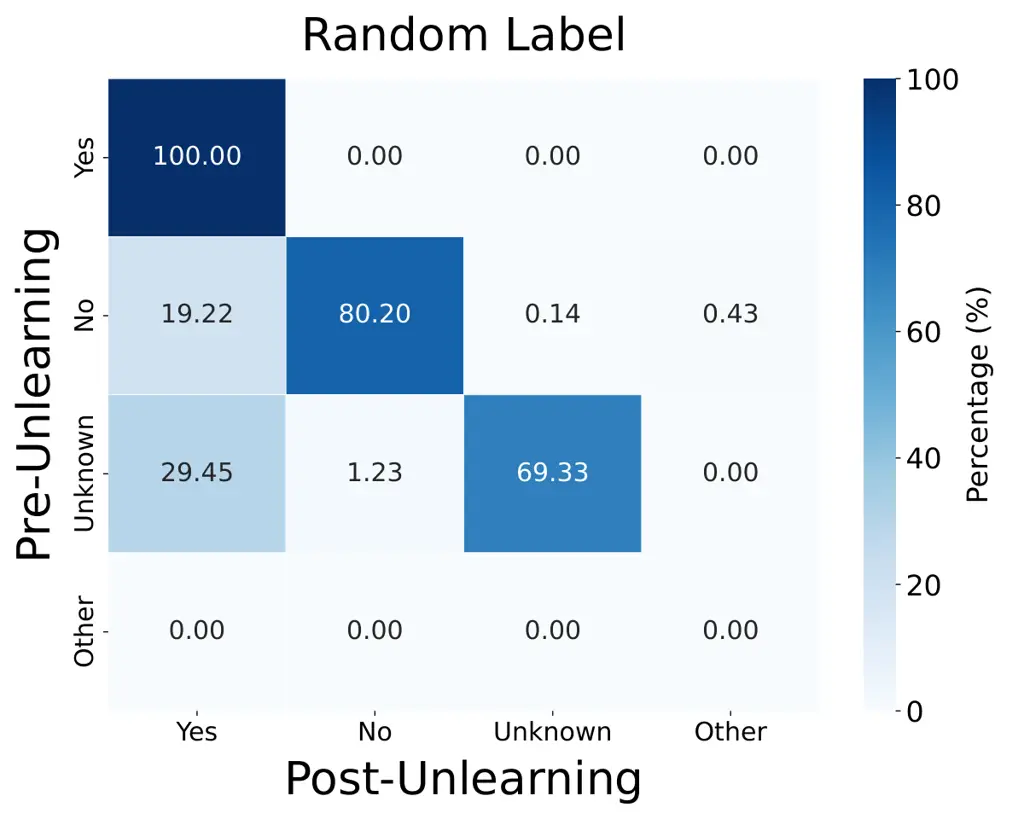 Random Label
Pre-Unlearning
Yes
100.00 0.00 0.00 0.00
No
19.22 80.20 0.14 0.43
Unknown
29.45 1.23 69.33 0.00
Other
0.00 0.00 0.00 0.00
Yes No Unknown Other
Post-Unlearning
100
80
60
40
20
0
Percentage (%)